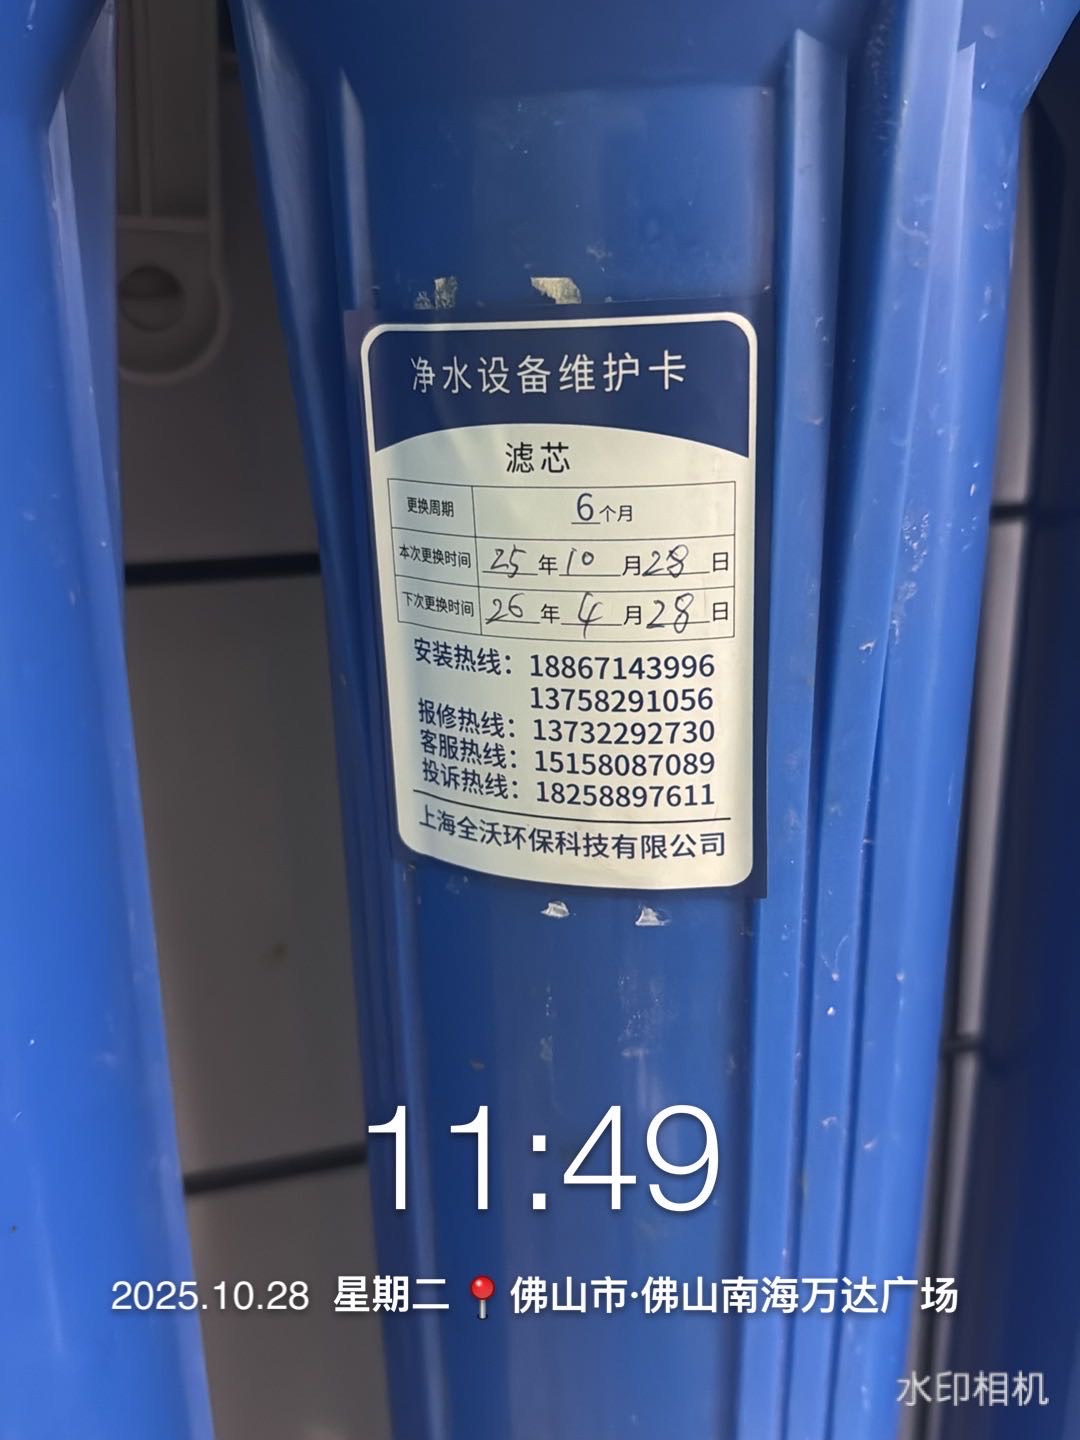 净水设备维护卡
滤芯
更换周期 6个月
本次更换时间 25年10月28日
下次更换时间 26年4月28日
安装热线：18867143996
13758291056
报修热线：13732292730
客服热线：15158087089
投诉热线：18258897611
上海全沃环保科技有限公司
11:49
2025.10.28 星期二 📍佛山市·佛山南海万达广场
水印相机